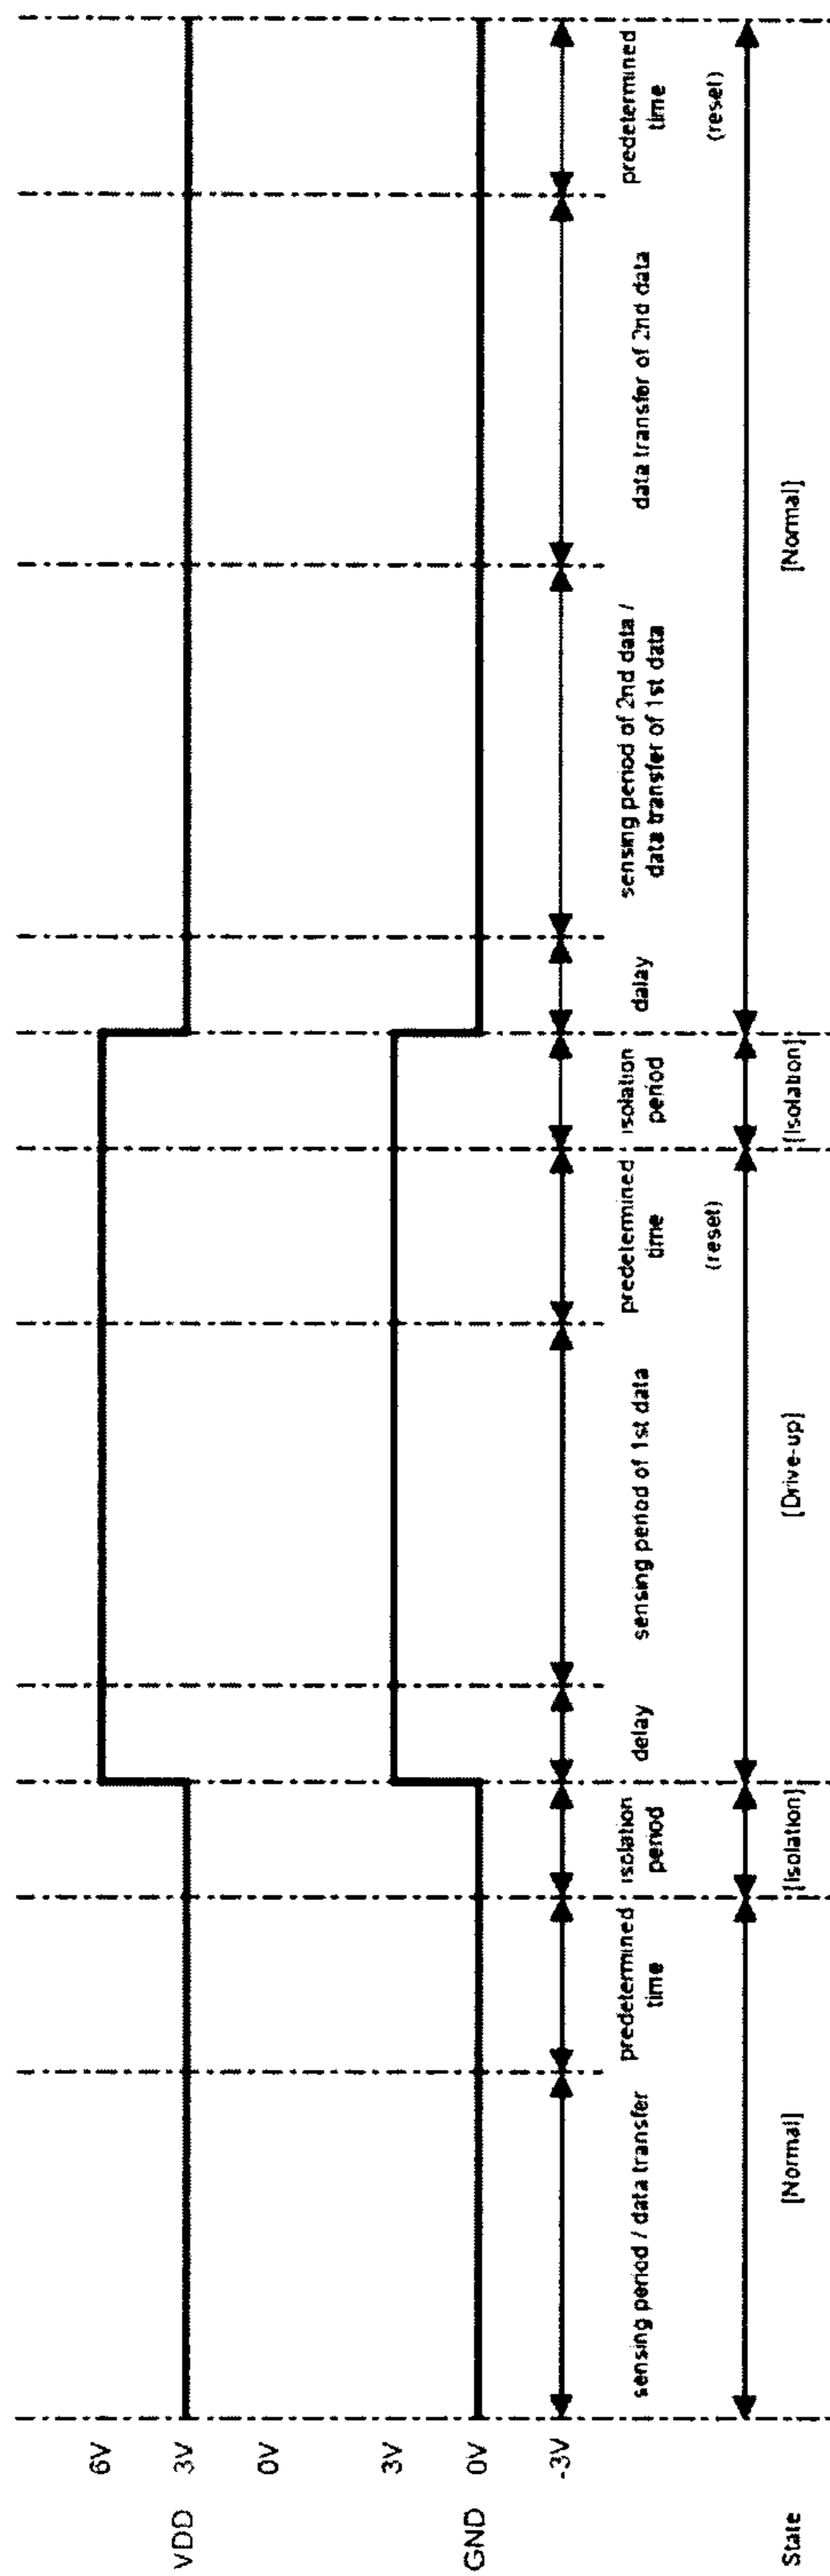 6V
VDD 3V
0V
3V
GND 0V
-3V
sensing period / data transfer
predetermined
time
isolation
period
delay
sensing period of 1st data
predetermined
time
isolation
period
dalay
sensing period of 2nd data /
data transfer of 1st data
data transfer of 2nd data
predetermined
time
(reset)
(reset)
State
[Normal]
[Isolation]
[Drive-up]
[Isolation]
[Normal]